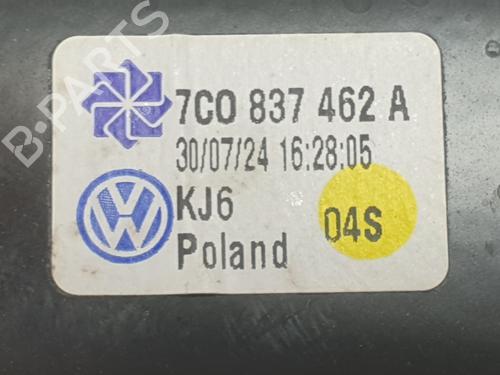 B-PARTS
7C0 837 462 A
30/07/24 16:28:05
KJ6
04S
Poland